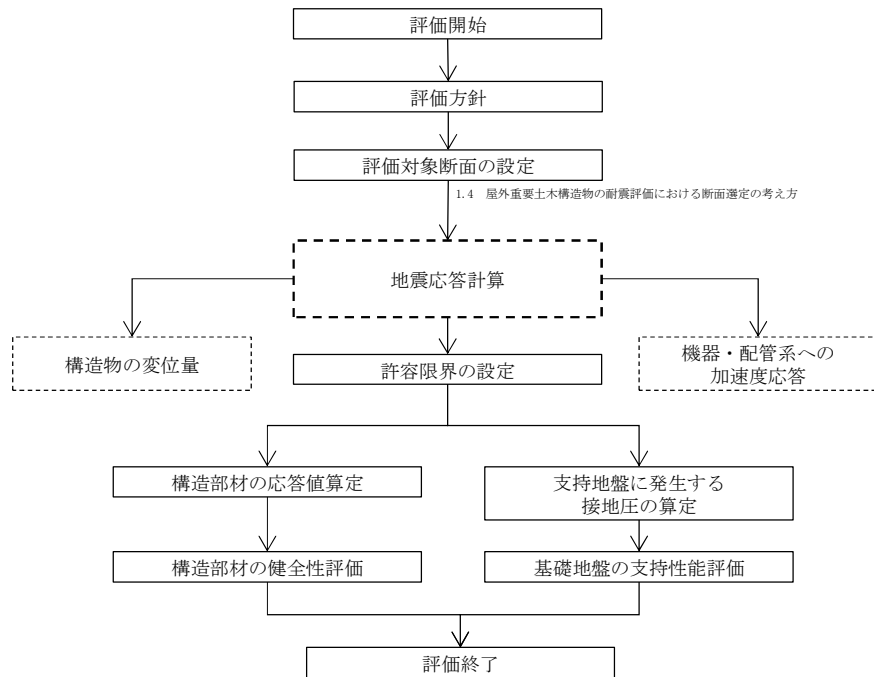 評価開始
評価方針
評価対象断面の設定
1.4　屋外重要土木構造物の耐震評価における断面選定の考え方
地震応答計算
構造物の変位量
機器・配管系への
加速度応答
許容限界の設定
構造部材の応答値算定
支持地盤に発生する
接地圧の算定
構造部材の健全性評価
基礎地盤の支持性能評価
評価終了